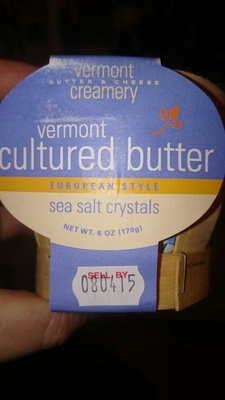 vermont
BUTTER & CHEESE
creamery
vermont
cultured butter
EUROPEAN STYLE
sea salt crystals
NET WT. 6 OZ (170g)
SELL BY
080415